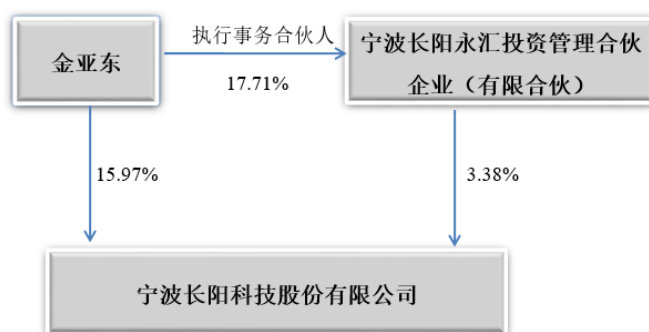 金亚东
执行事务合伙人
17.71%
宁波长阳永汇投资管理合伙
企业（有限合伙）
15.97%
3.38%
宁波长阳科技股份有限公司